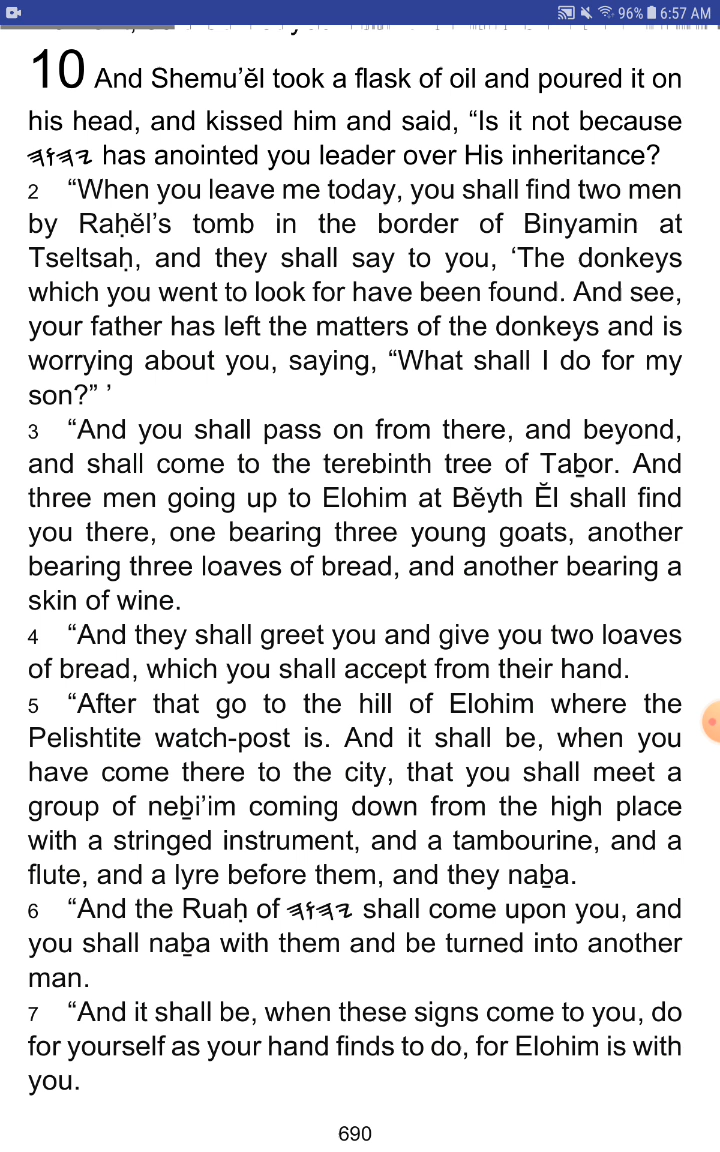 96% 6:57 AM
10 And Shemu’ĕl took a flask of oil and poured it on
his head, and kissed him and said, “Is it not because
𐤉𐤄𐤅𐤄 has anointed you leader over His inheritance?
2 “When you leave me today, you shall find two men
by Raḥĕl’s tomb in the border of Binyamin at
Tseltsaḥ, and they shall say to you, ‘The donkeys
which you went to look for have been found. And see,
your father has left the matters of the donkeys and is
worrying about you, saying, “What shall I do for my
son?” ’
3 “And you shall pass on from there, and beyond,
and shall come to the terebinth tree of Taḇor. And
three men going up to Elohim at Bĕyth Ĕl shall find
you there, one bearing three young goats, another
bearing three loaves of bread, and another bearing a
skin of wine.
4 “And they shall greet you and give you two loaves
of bread, which you shall accept from their hand.
5 “After that go to the hill of Elohim where the
Pelishtite watch-post is. And it shall be, when you
have come there to the city, that you shall meet a
group of neḇi’im coming down from the high place
with a stringed instrument, and a tambourine, and a
flute, and a lyre before them, and they naḇa.
6 “And the Ruaḥ of 𐤉𐤄𐤅𐤄 shall come upon you, and
you shall naḇa with them and be turned into another
man.
7 “And it shall be, when these signs come to you, do
for yourself as your hand finds to do, for Elohim is with
you.
690